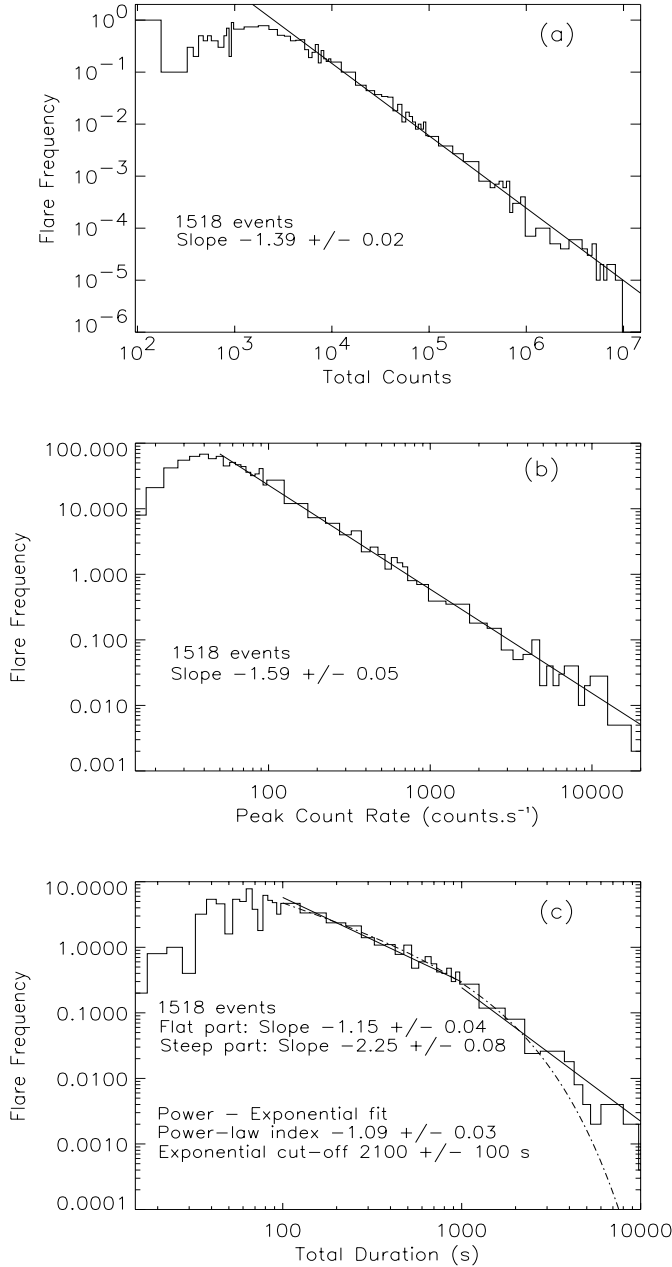 (a)
10^0
10^-1
10^-2
10^-3
10^-4
10^-5
10^-6
Flare Frequency
1518 events
Slope -1.39 +/- 0.02
10^2 10^3 10^4 10^5 10^6 10^7
Total Counts
(b)
100.000
10.000
1.000
0.100
0.010
0.001
Flare Frequency
1518 events
Slope -1.59 +/- 0.05
100 1000 10000
Peak Count Rate (counts.s⁻¹)
(c)
10.0000
1.0000
0.1000
0.0100
0.0010
0.0001
Flare Frequency
1518 events
Flat part: Slope -1.15 +/- 0.04
Steep part: Slope -2.25 +/- 0.08
Power - Exponential fit
Power-law index -1.09 +/- 0.03
Exponential cut-off 2100 +/- 100 s
100 1000 10000
Total Duration (s)